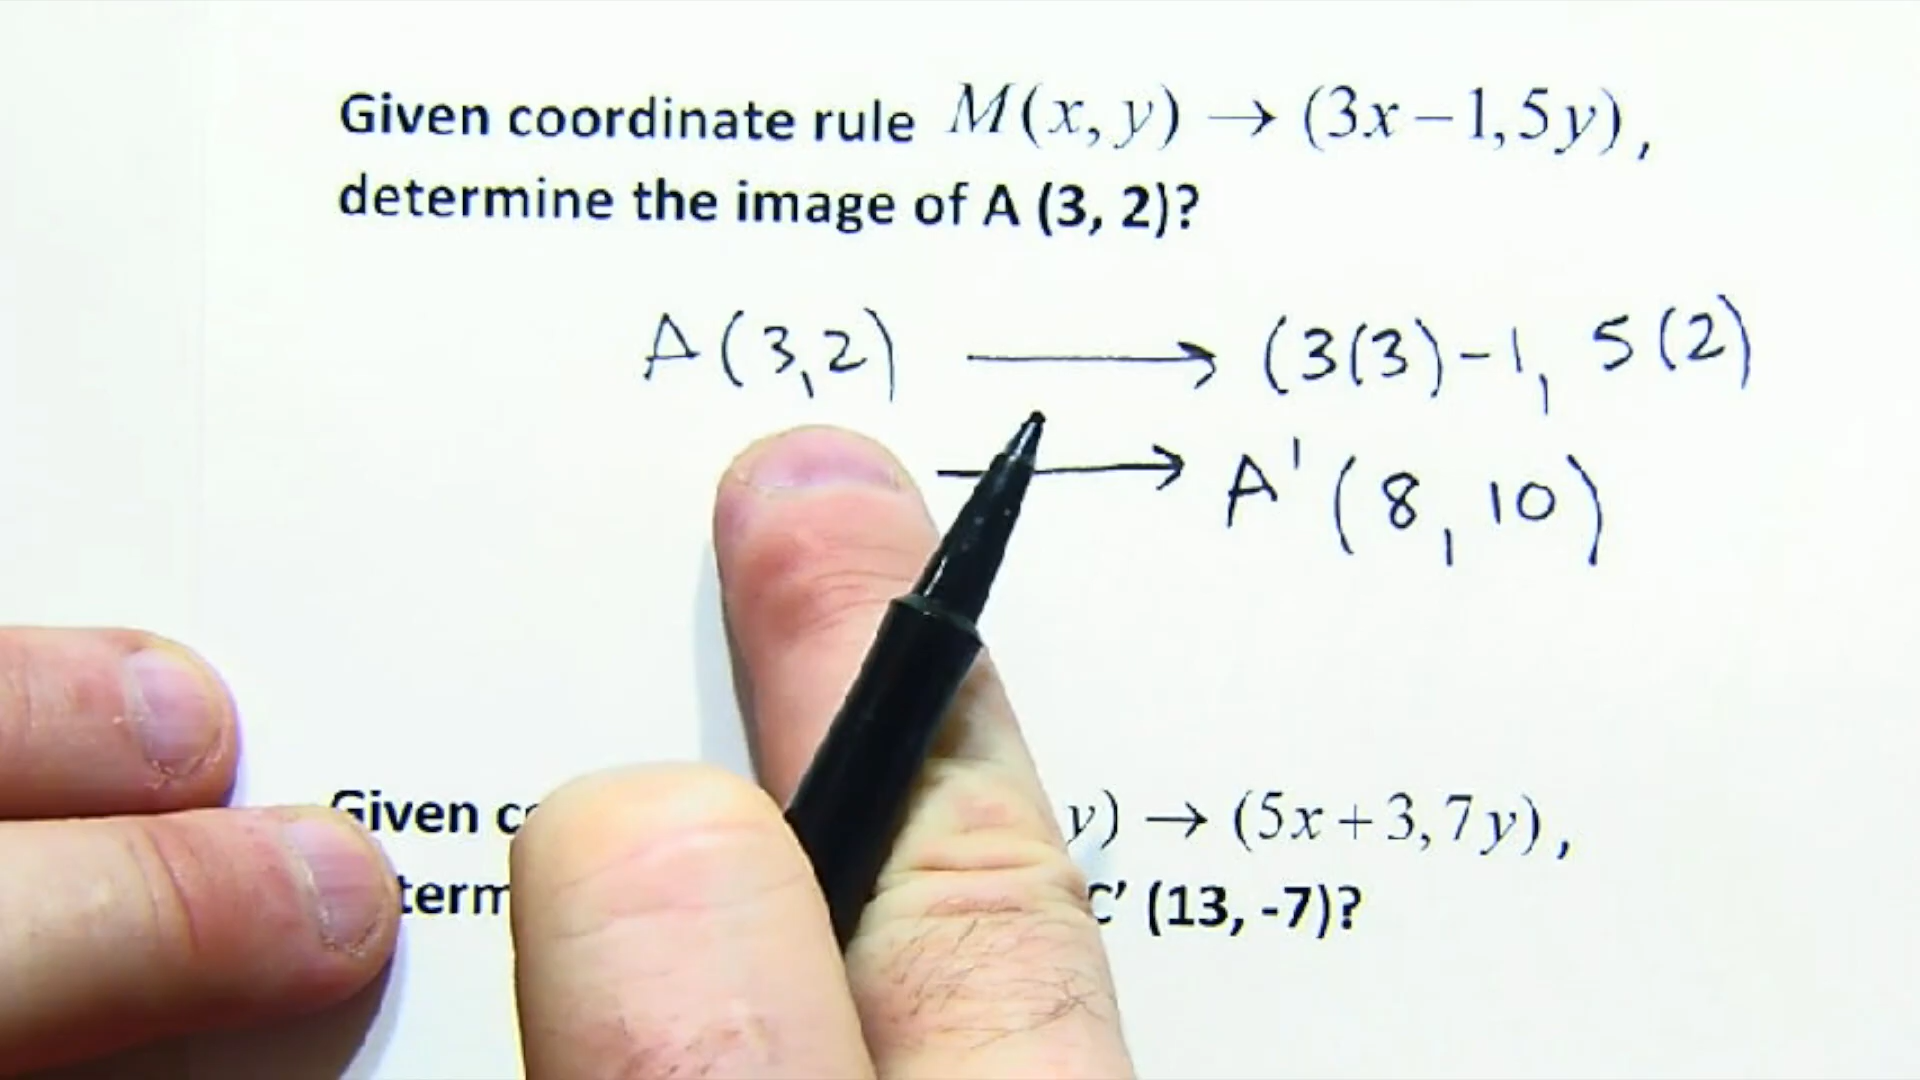 Given coordinate rule M(x, y) → (3x − 1, 5y),
determine the image of A (3, 2)?
A(3,2) → (3(3)-1, 5(2)
→ A'(8, 10)
Given y) → (5x + 3, 7y),
C' (13, -7)?